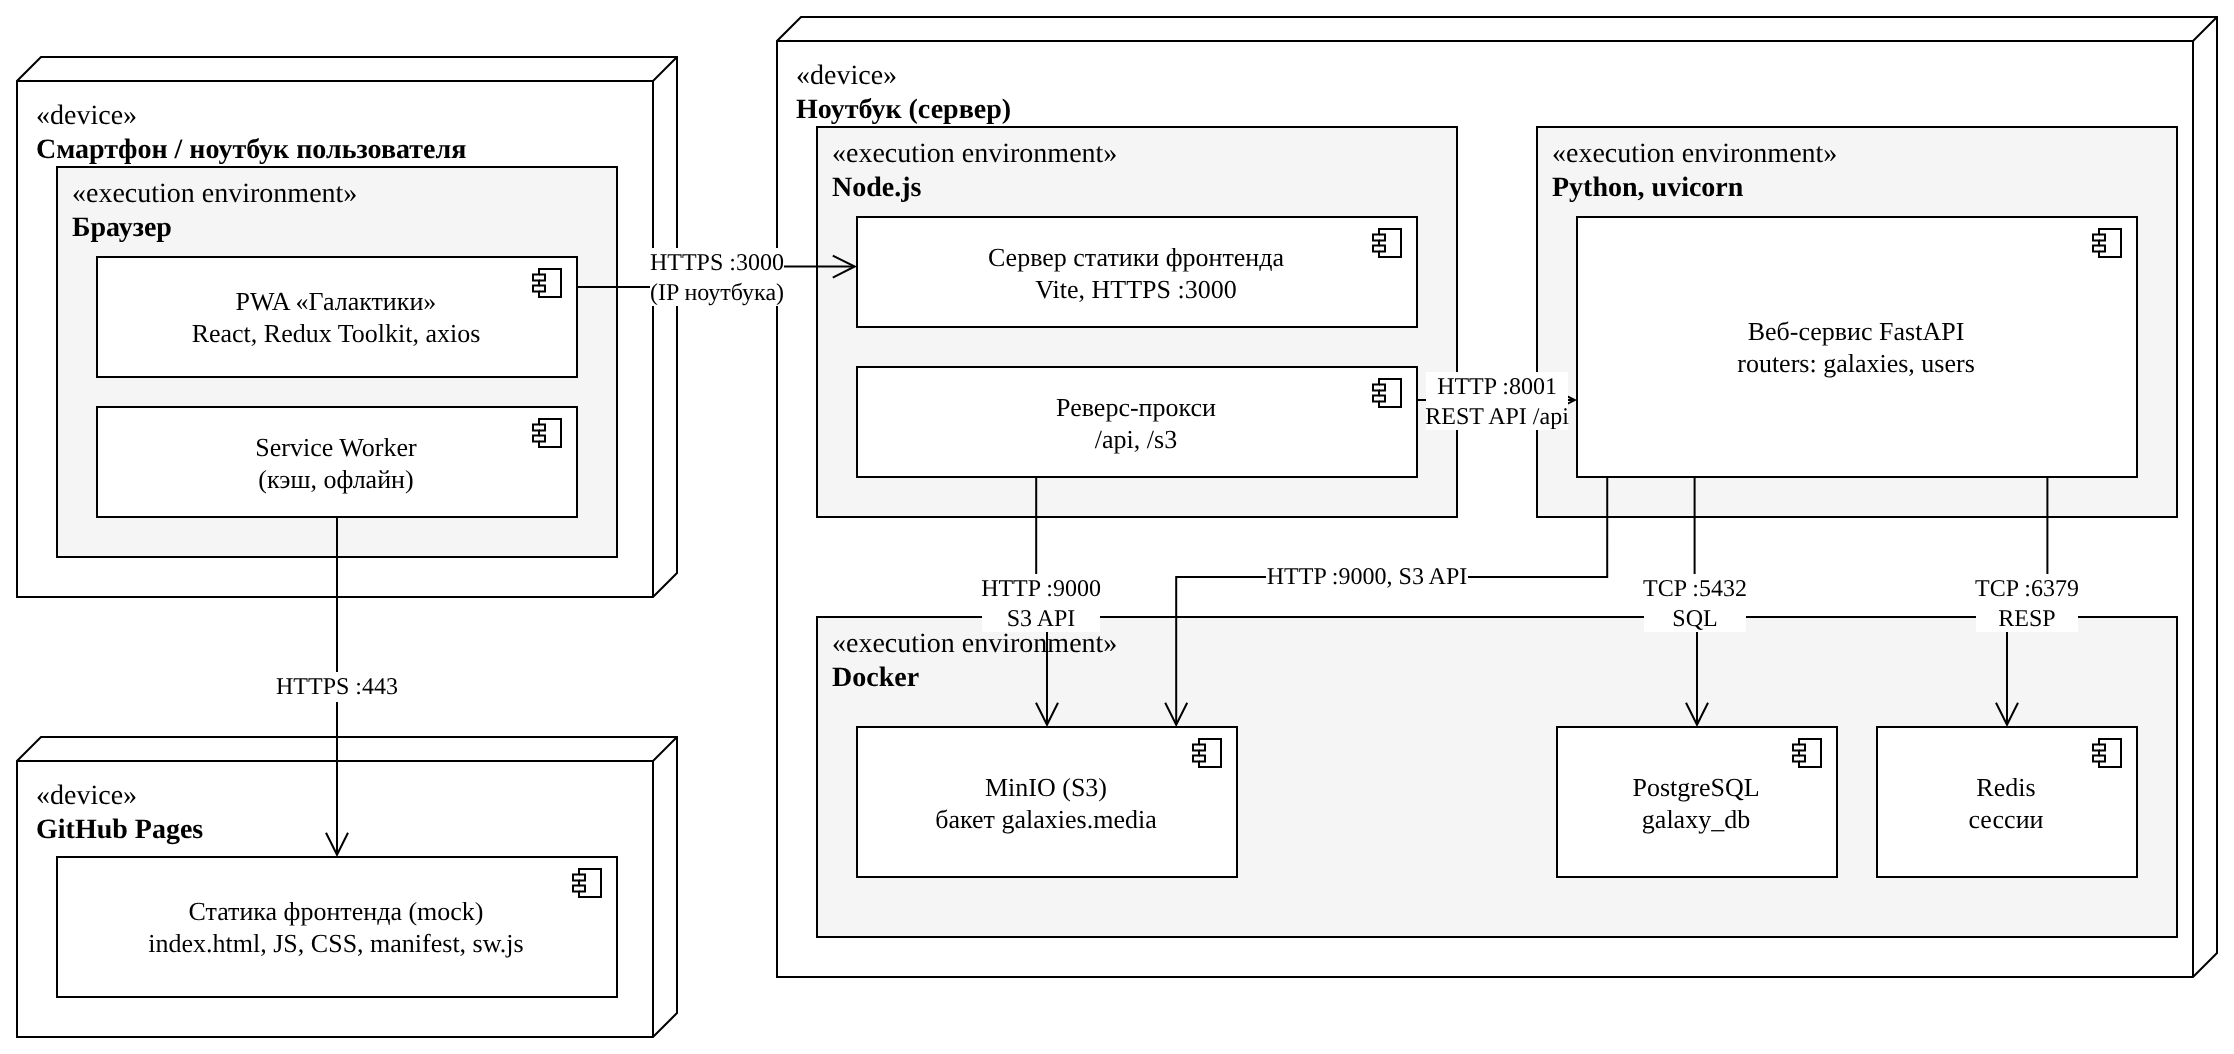 «device»
Смартфон / ноутбук пользователя
«execution environment»
Браузер
PWA «Галактики»
React, Redux Toolkit, axios
Service Worker
(кэш, офлайн)
HTTPS :3000
(IP ноутбука)
HTTPS :443
«device»
GitHub Pages
Статика фронтенда (mock)
index.html, JS, CSS, manifest, sw.js
«device»
Ноутбук (сервер)
«execution environment»
Node.js
Сервер статики фронтенда
Vite, HTTPS :3000
Реверс-прокси
/api, /s3
HTTP :8001
REST API /api
«execution environment»
Python, uvicorn
Веб-сервис FastAPI
routers: galaxies, users
HTTP :9000
S3 API
HTTP :9000, S3 API
TCP :5432
SQL
TCP :6379
RESP
«execution environment»
Docker
MinIO (S3)
бакет galaxies.media
PostgreSQL
galaxy_db
Redis
сессии